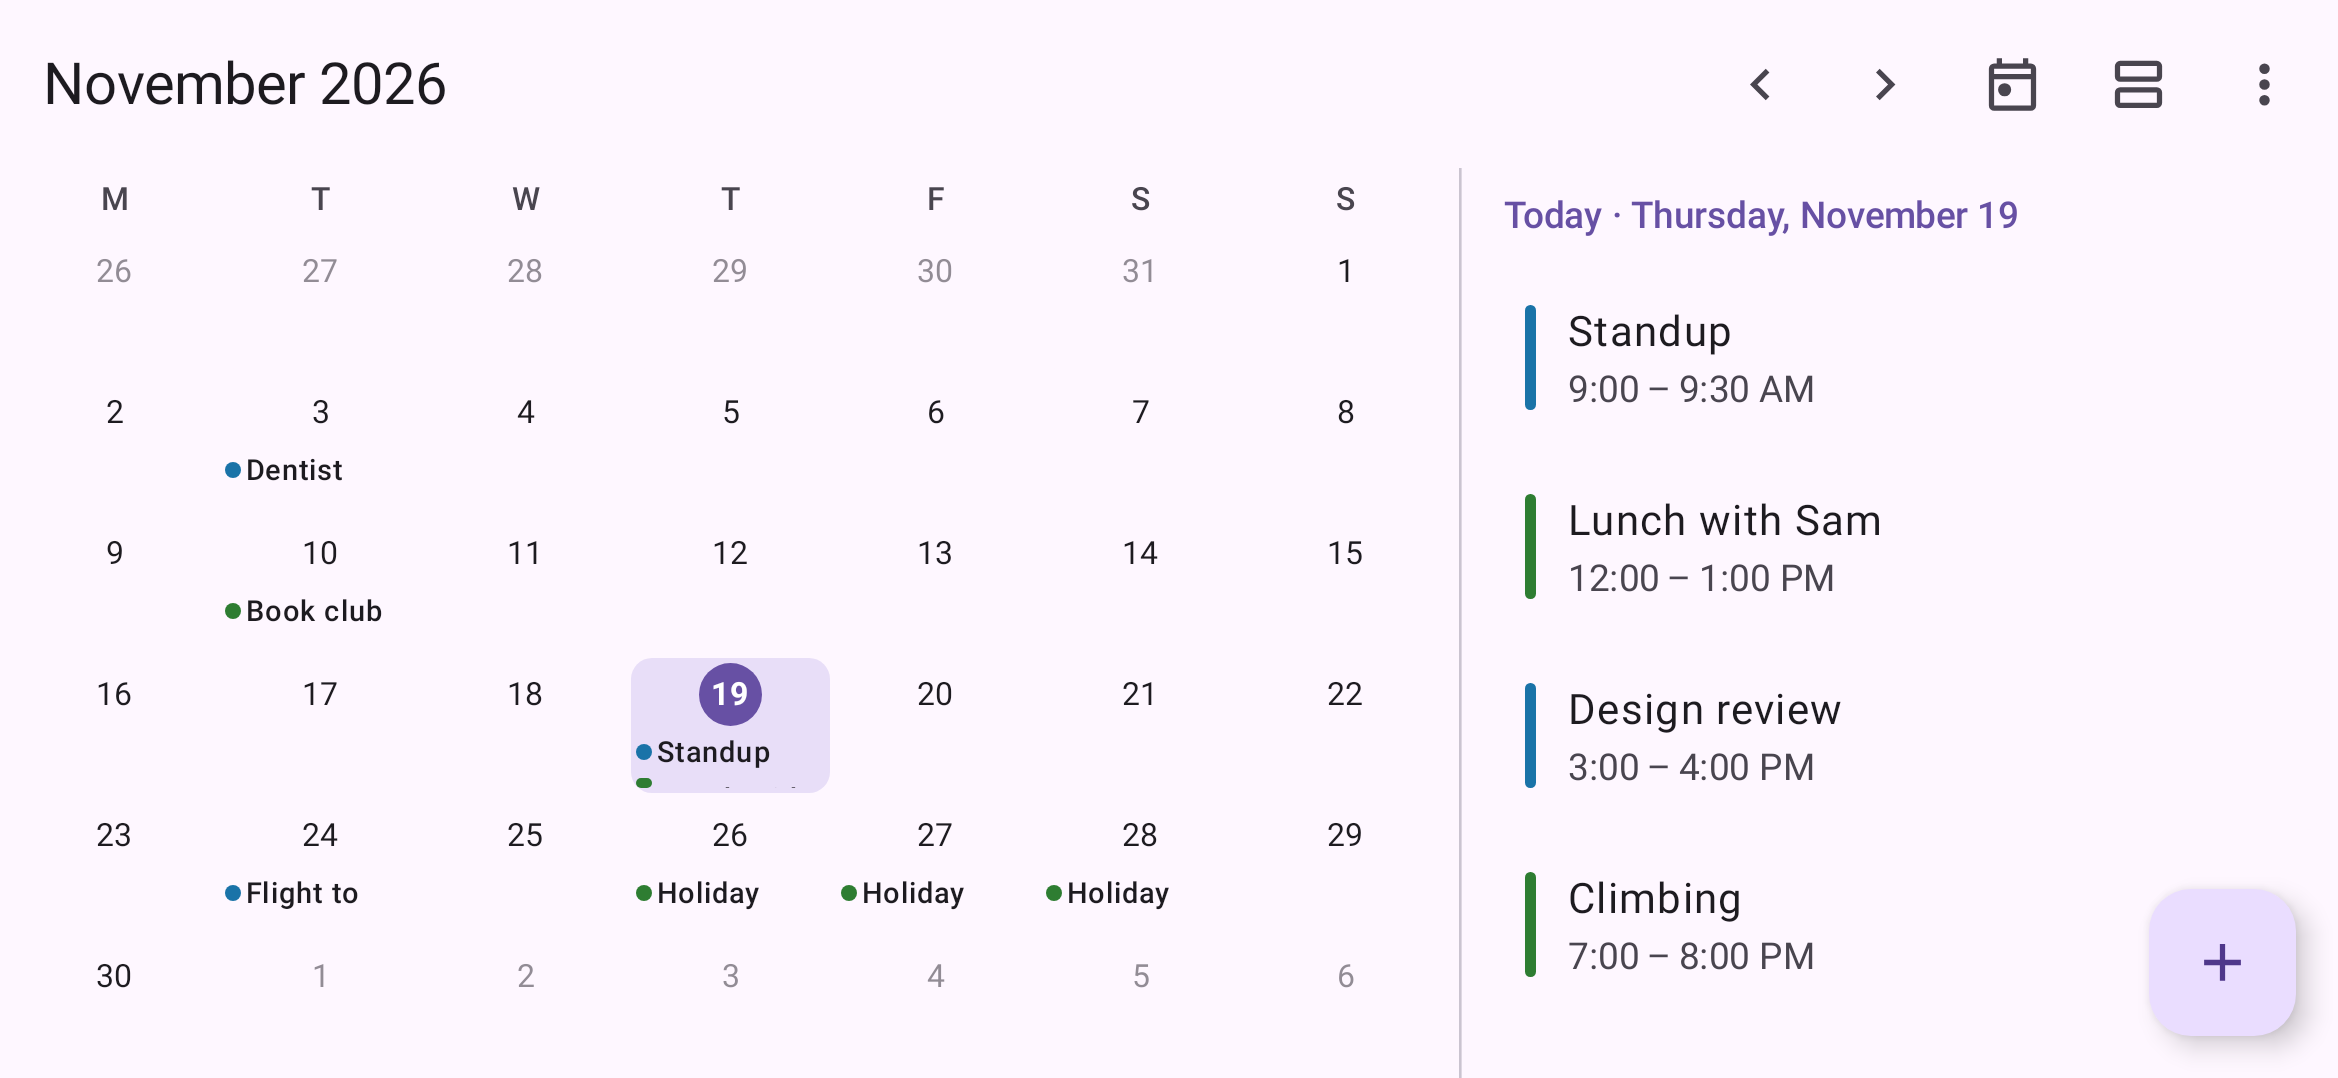 November 2026
M T W T F S S
26 27 28 29 30 31 1
2 3 4 5 6 7 8
Dentist
9 10 11 12 13 14 15
Book club
16 17 18 19 20 21 22
Standup
23 24 25 26 27 28 29
Flight to Holiday Holiday Holiday
30 1 2 3 4 5 6
Today · Thursday, November 19
Standup
9:00 – 9:30 AM
Lunch with Sam
12:00 – 1:00 PM
Design review
3:00 – 4:00 PM
Climbing
7:00 – 8:00 PM